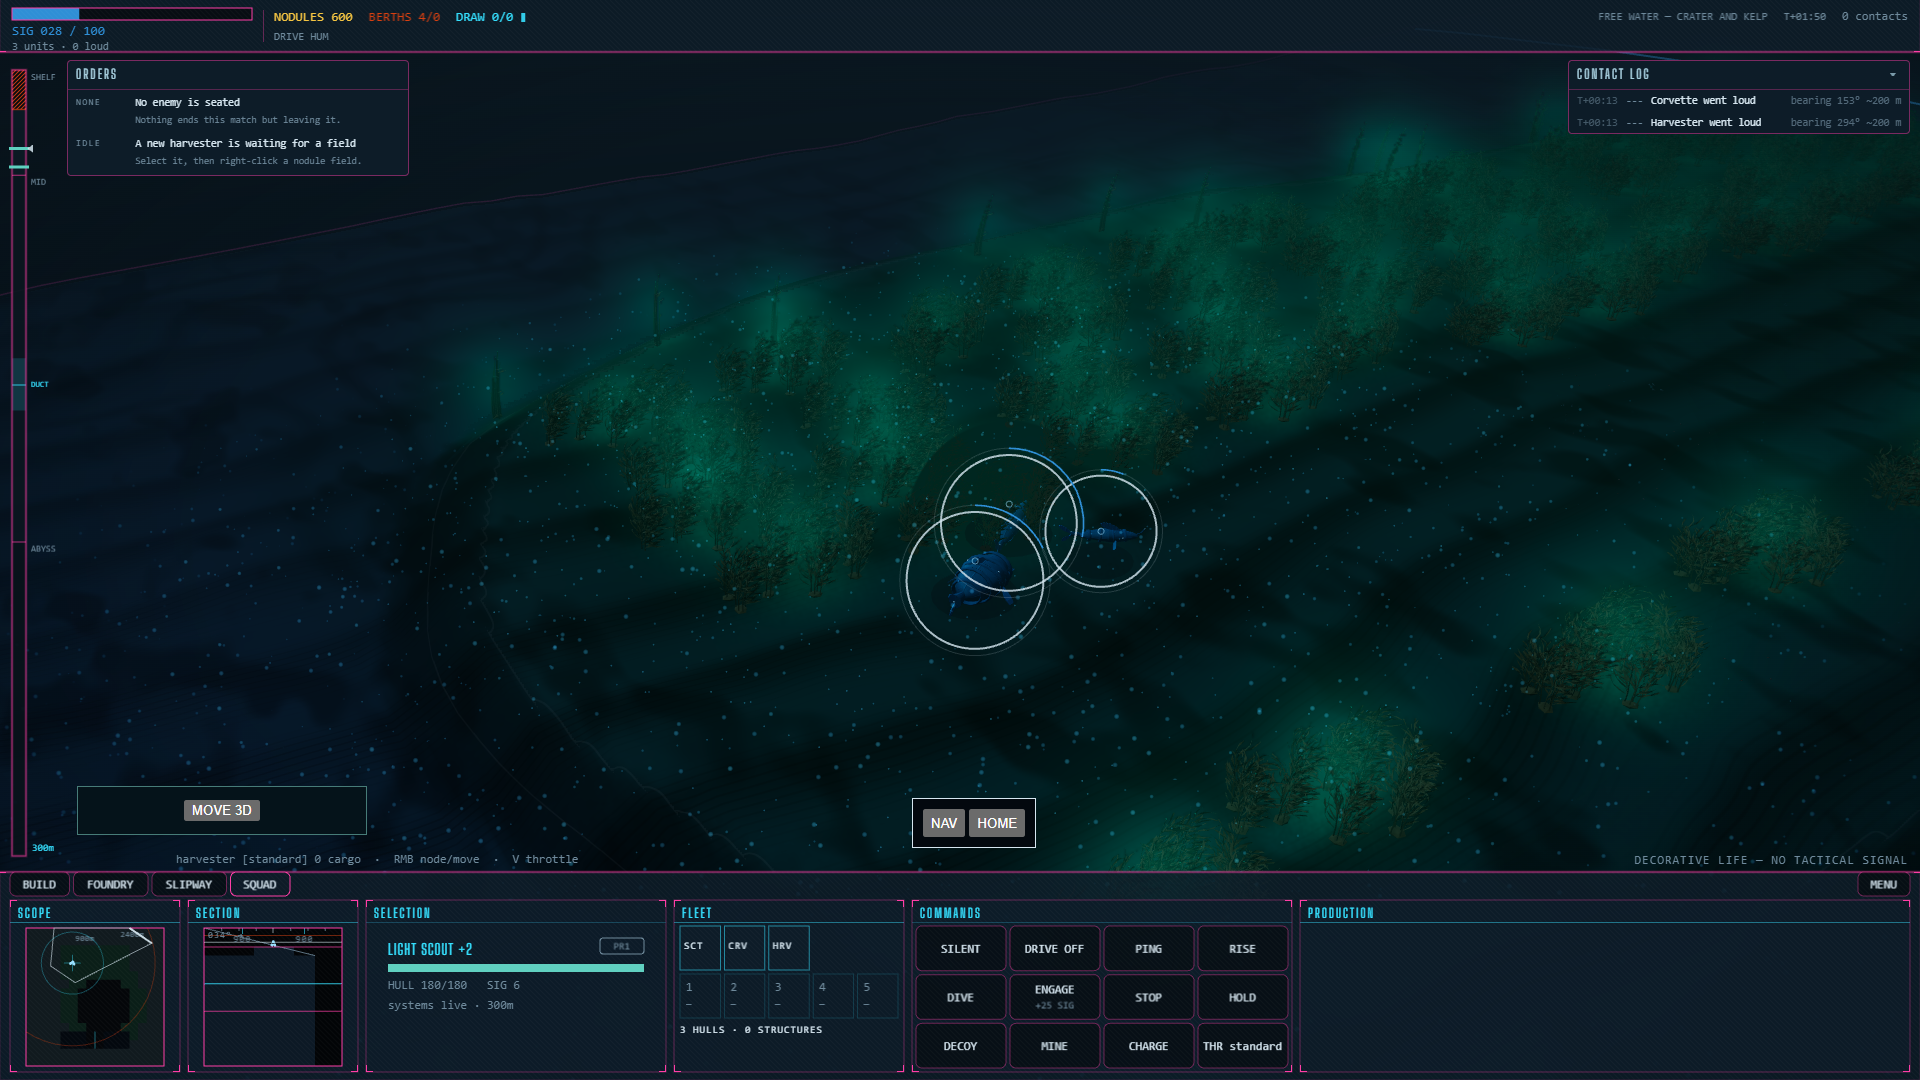 SIG 028 / 100
3 units · 0 loud
NODULES 600 BERTHS 4/0 DRAW 0/0
DRIVE HUM
FREE WATER — CRATER AND KELP T+01:50 0 contacts
SHELF
MID
DUCT
ABYSS
300m
ORDERS
NONE No enemy is seated
Nothing ends this match but leaving it.
IDLE A new harvester is waiting for a field
Select it, then right-click a nodule field.
CONTACT LOG
T+00:13 --- Corvette went loud bearing 153° ~200 m
T+00:13 --- Harvester went loud bearing 294° ~200 m
MOVE 3D
NAV HOME
harvester [standard] 0 cargo · RMB node/move · V throttle
DECORATIVE LIFE — NO TACTICAL SIGNAL
BUILD FOUNDRY SLIPWAY SQUAD
MENU
SCOPE
900m
SECTION
034°
900 900
SELECTION
LIGHT SCOUT +2 PR1
HULL 180/180 SIG 6
systems live · 300m
FLEET
SCT CRV HRV
1 2 3 4 5
– – – – –
3 HULLS · 0 STRUCTURES
COMMANDS
SILENT DRIVE OFF PING RISE
DIVE ENGAGE STOP HOLD
+25 SIG
DECOY MINE CHARGE THR standard
PRODUCTION